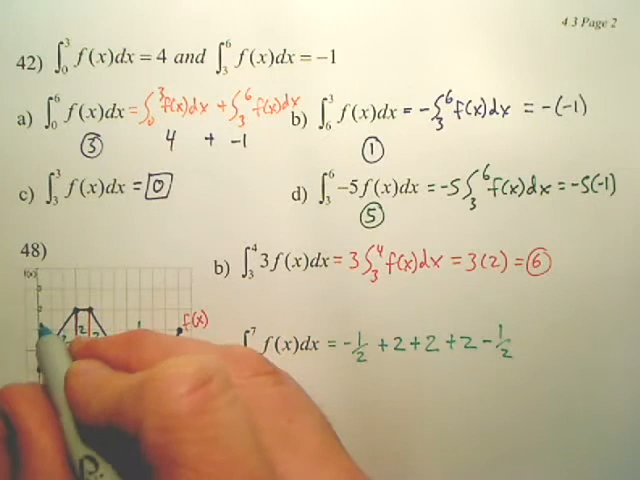 4 3 Page 2
42) ∫₀³ f(x)dx = 4 and ∫₃⁶ f(x)dx = −1
a) ∫₀⁶ f(x)dx = ∫₀³ f(x)dx + ∫₃⁶ f(x)dx
4 + -1
3
b) ∫₆³ f(x)dx = -∫₃⁶ f(x)dx = -(-1)
1
c) ∫₃³ f(x)dx = 0
d) ∫₃⁶ −5f(x)dx = -5∫₃⁶ f(x)dx = -5(-1)
5
48)
f(x)
2
b) ∫₃⁴ 3f(x)dx = 3∫₃⁴ f(x)dx = 3(2) = 6
∫⁷ f(x)dx = -1/2 + 2 + 2 + 2 - 1/2